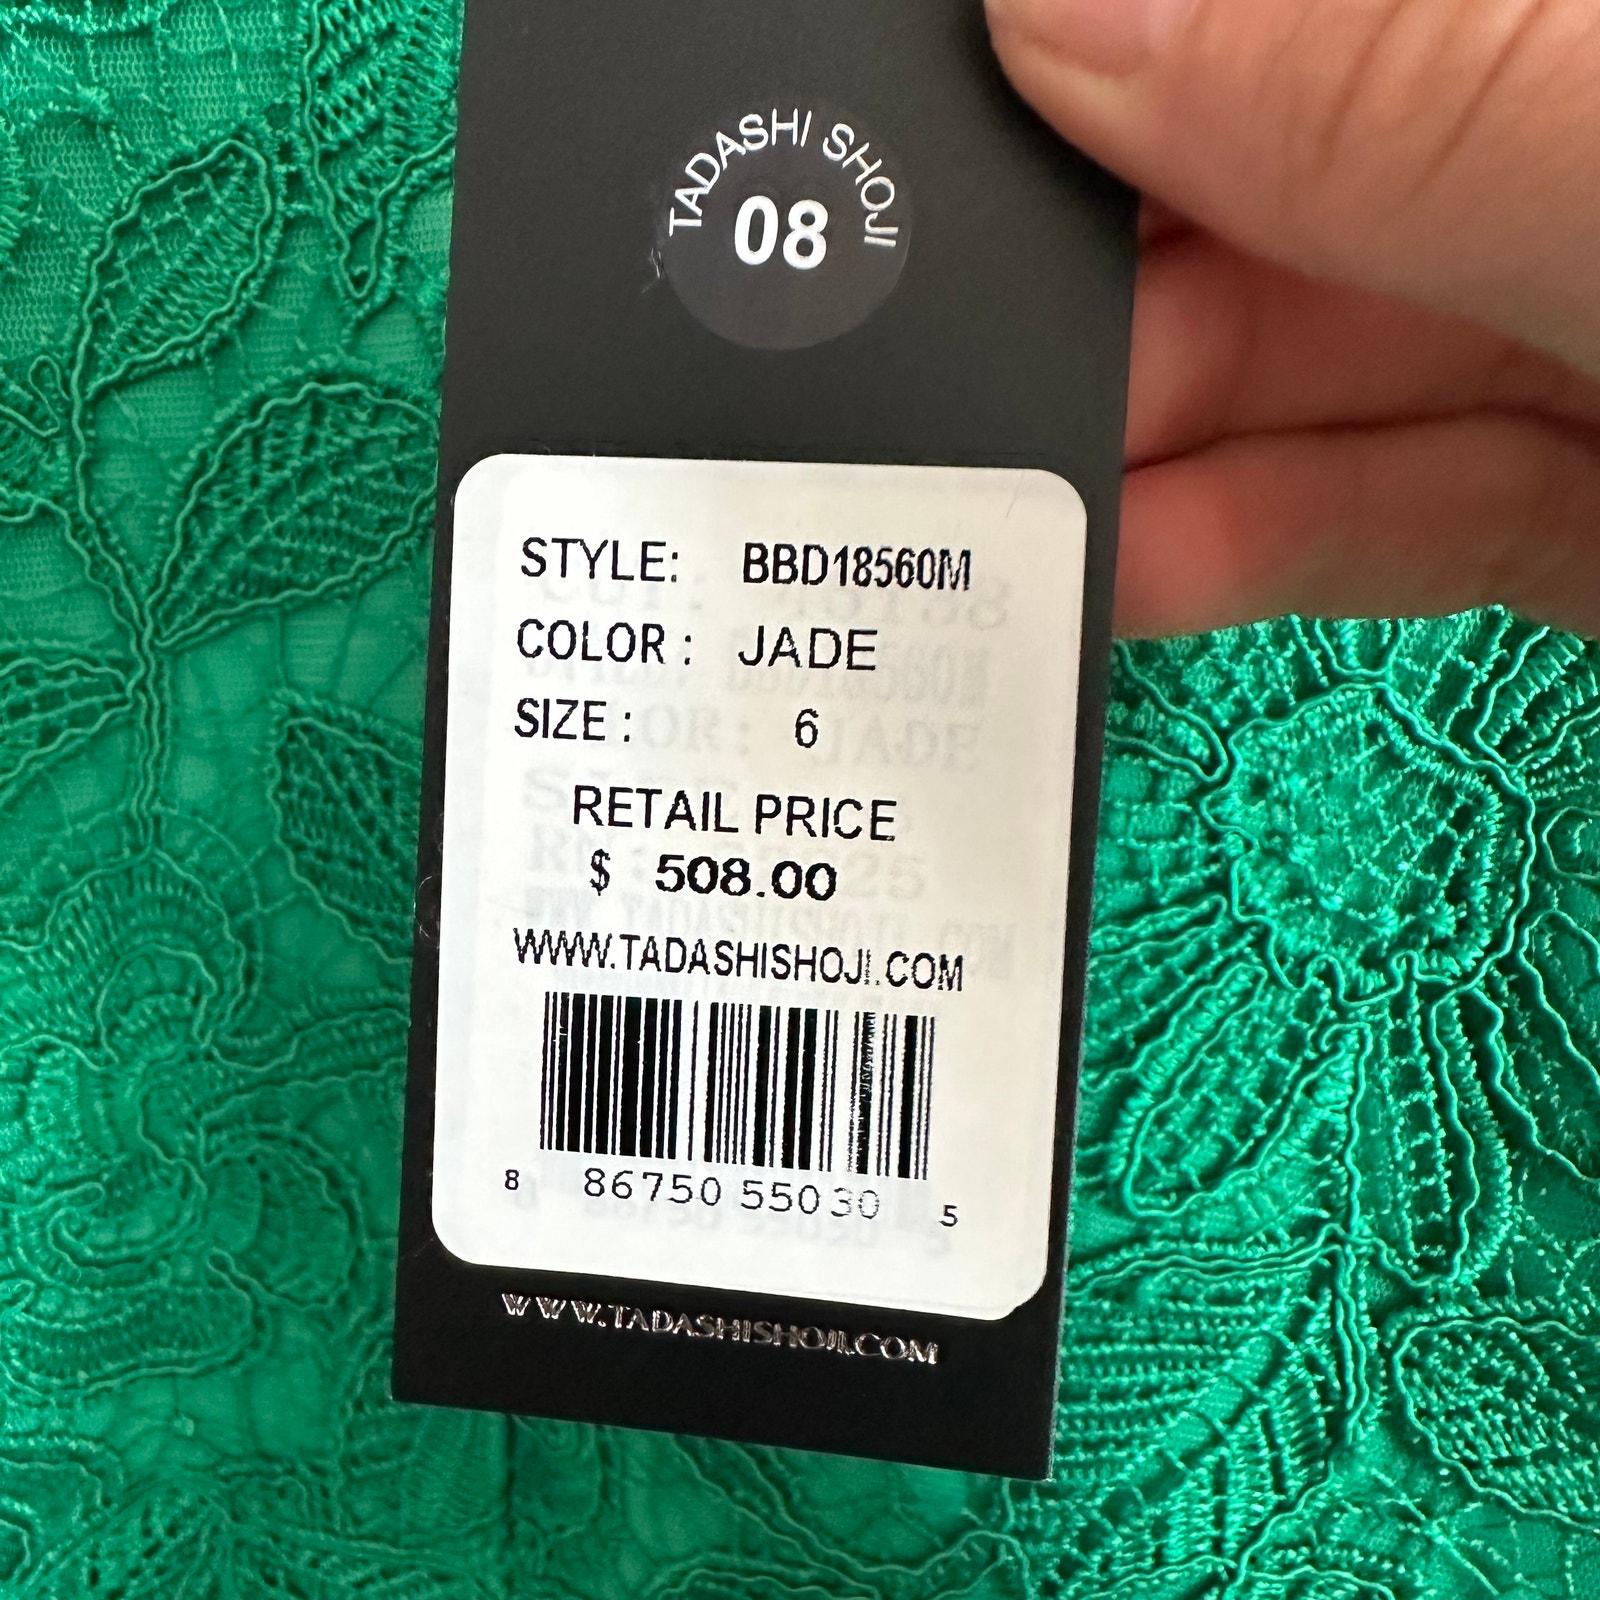 TADASHI SHOJI
08
STYLE: BBD18560M
COLOR : JADE
SIZE : 6
RETAIL PRICE
$ 508.00
WWW.TADASHISHOJI.COM
8 86750 55030 5
WWW.TADASHISHOJI.COM